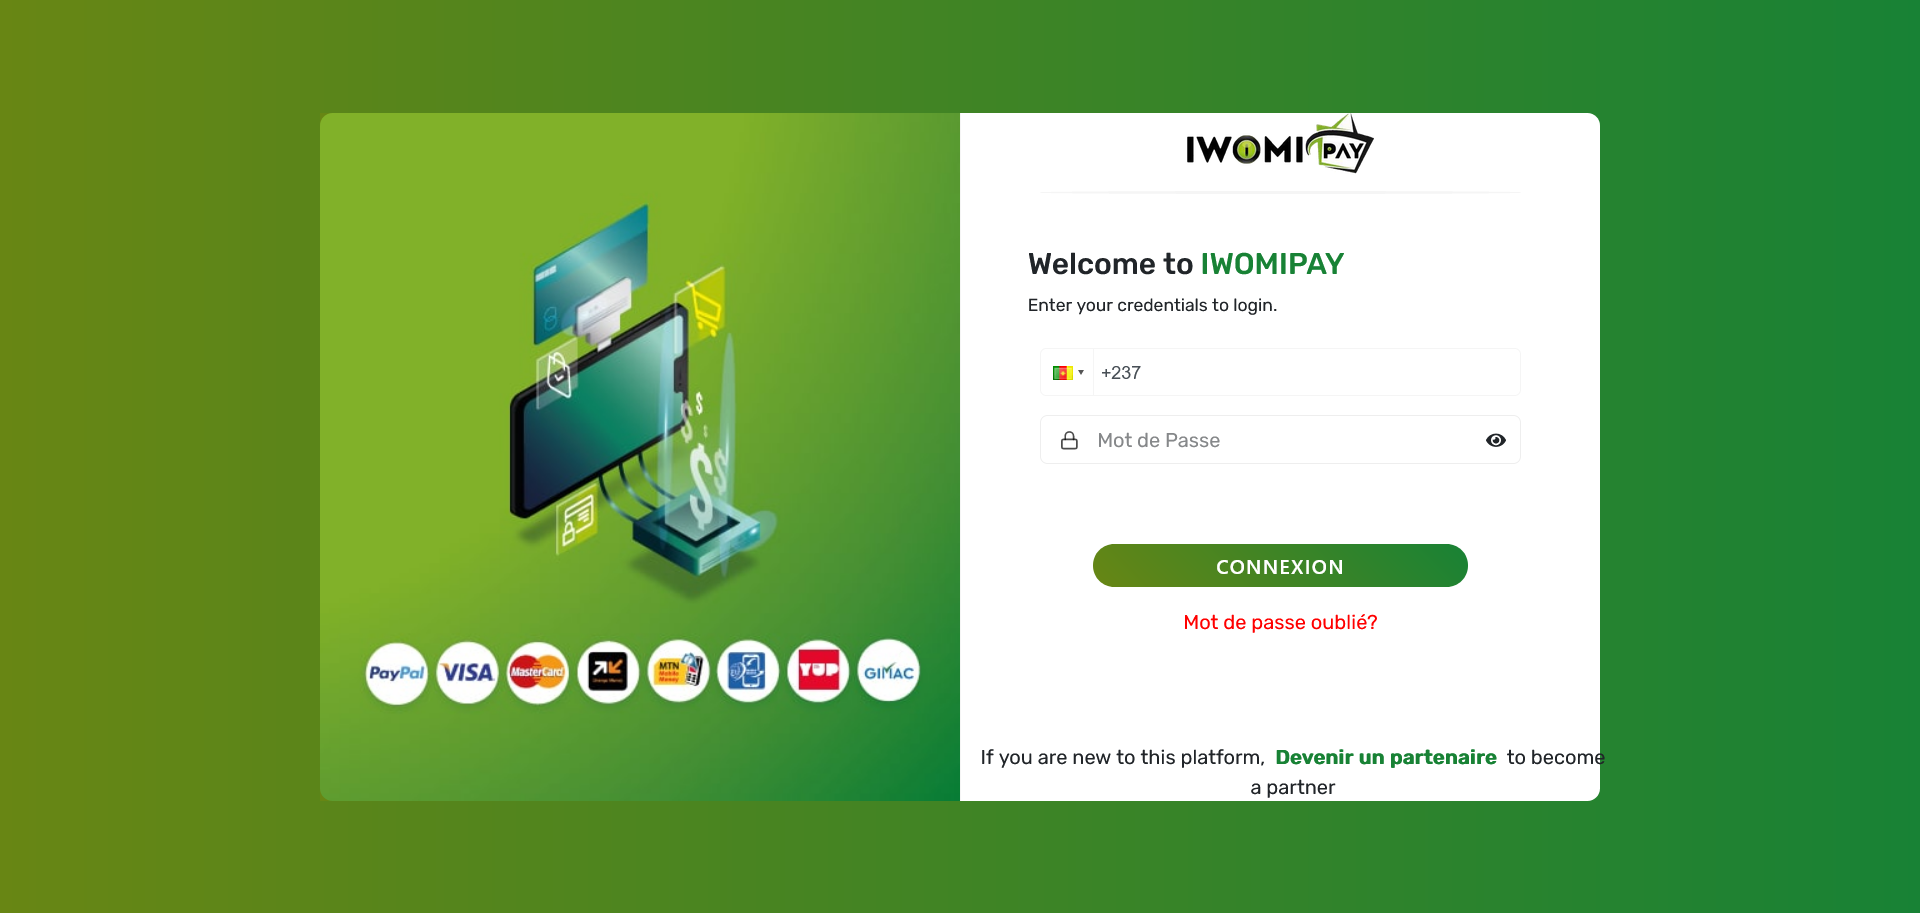 IWOMI PAY
Welcome to IWOMIPAY
Enter your credentials to login.
+237
Mot de Passe
CONNEXION
Mot de passe oublié?
If you are new to this platform, Devenir un partenaire to become
a partner
PayPal VISA MasterCard Orange Money MTN Mobile Money YUP GIMAC